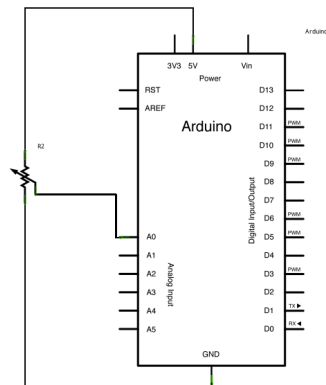 Arduino
3V3 5V Vin
Power
RST
AREF
Arduino
D13
D12
PWM
D11
D10 PWM
D9 PWM
D8
D7
D6 PWM
D5 PWM
D4
D3 PWM
D2
D1 TX
D0 RX
Digital Input/Output
R2
A0
A1
A2
A3
A4
A5
Analog Input
GND